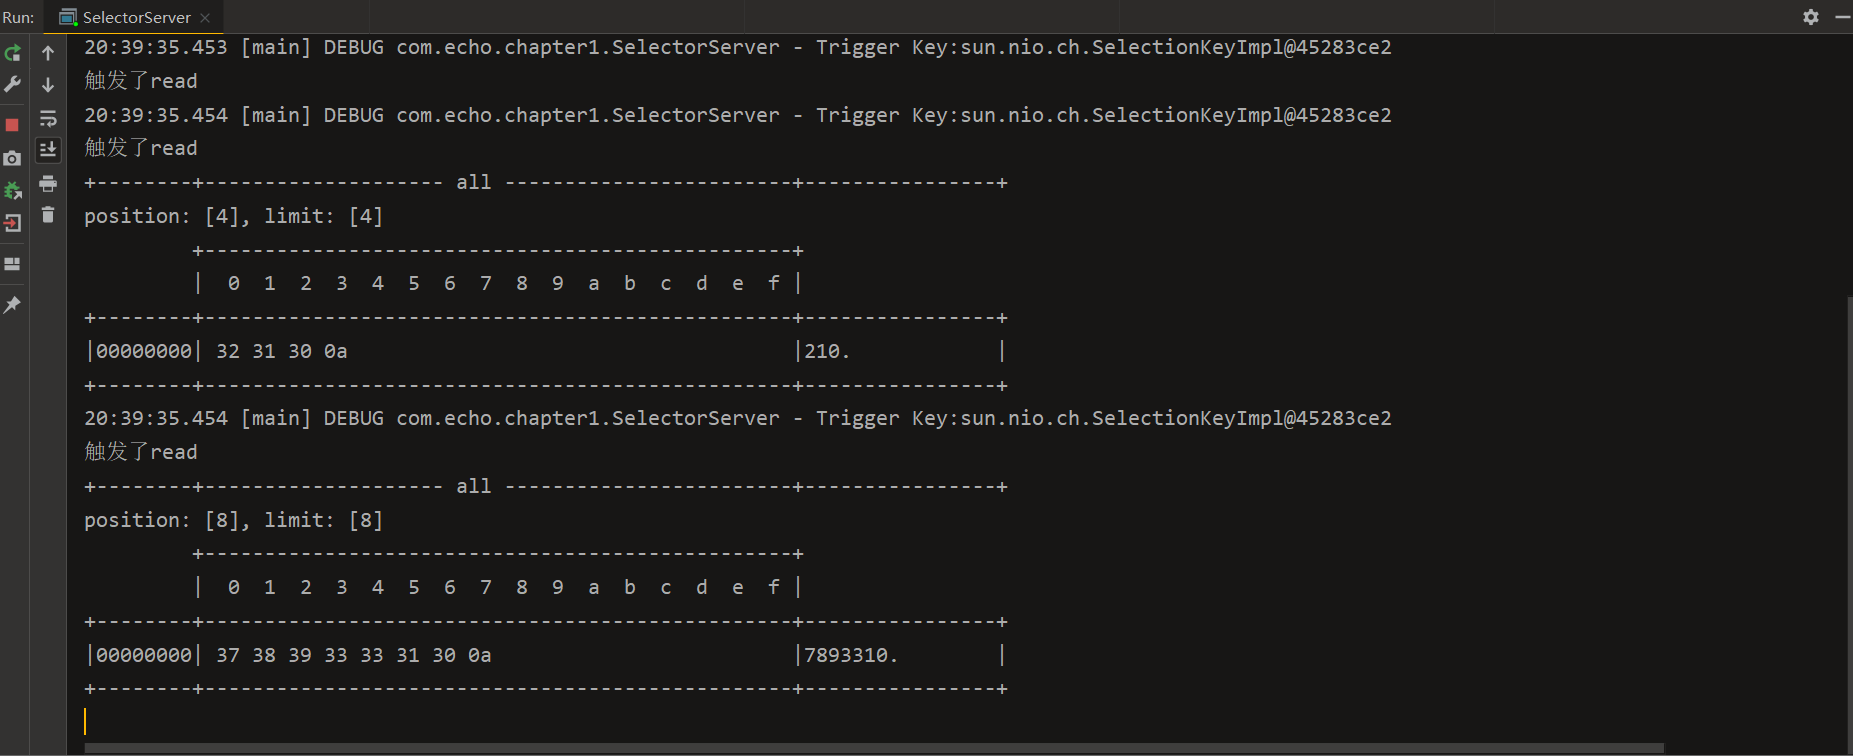 Run: SelectorServer
20:39:35.453 [main] DEBUG com.echo.chapter1.SelectorServer - Trigger Key:sun.nio.ch.SelectionKeyImpl@45283ce2
触发了read
20:39:35.454 [main] DEBUG com.echo.chapter1.SelectorServer - Trigger Key:sun.nio.ch.SelectionKeyImpl@45283ce2
触发了read
+--------+-------------------- all ------------------------+----------------+
position: [4], limit: [4]
         +-------------------------------------------------+
         |  0  1  2  3  4  5  6  7  8  9  a  b  c  d  e  f |
+--------+-------------------------------------------------+----------------+
|00000000| 32 31 30 0a                                     |210.            |
+--------+-------------------------------------------------+----------------+
20:39:35.454 [main] DEBUG com.echo.chapter1.SelectorServer - Trigger Key:sun.nio.ch.SelectionKeyImpl@45283ce2
触发了read
+--------+-------------------- all ------------------------+----------------+
position: [8], limit: [8]
         +-------------------------------------------------+
         |  0  1  2  3  4  5  6  7  8  9  a  b  c  d  e  f |
+--------+-------------------------------------------------+----------------+
|00000000| 37 38 39 33 33 31 30 0a                         |7893310.        |
+--------+-------------------------------------------------+----------------+